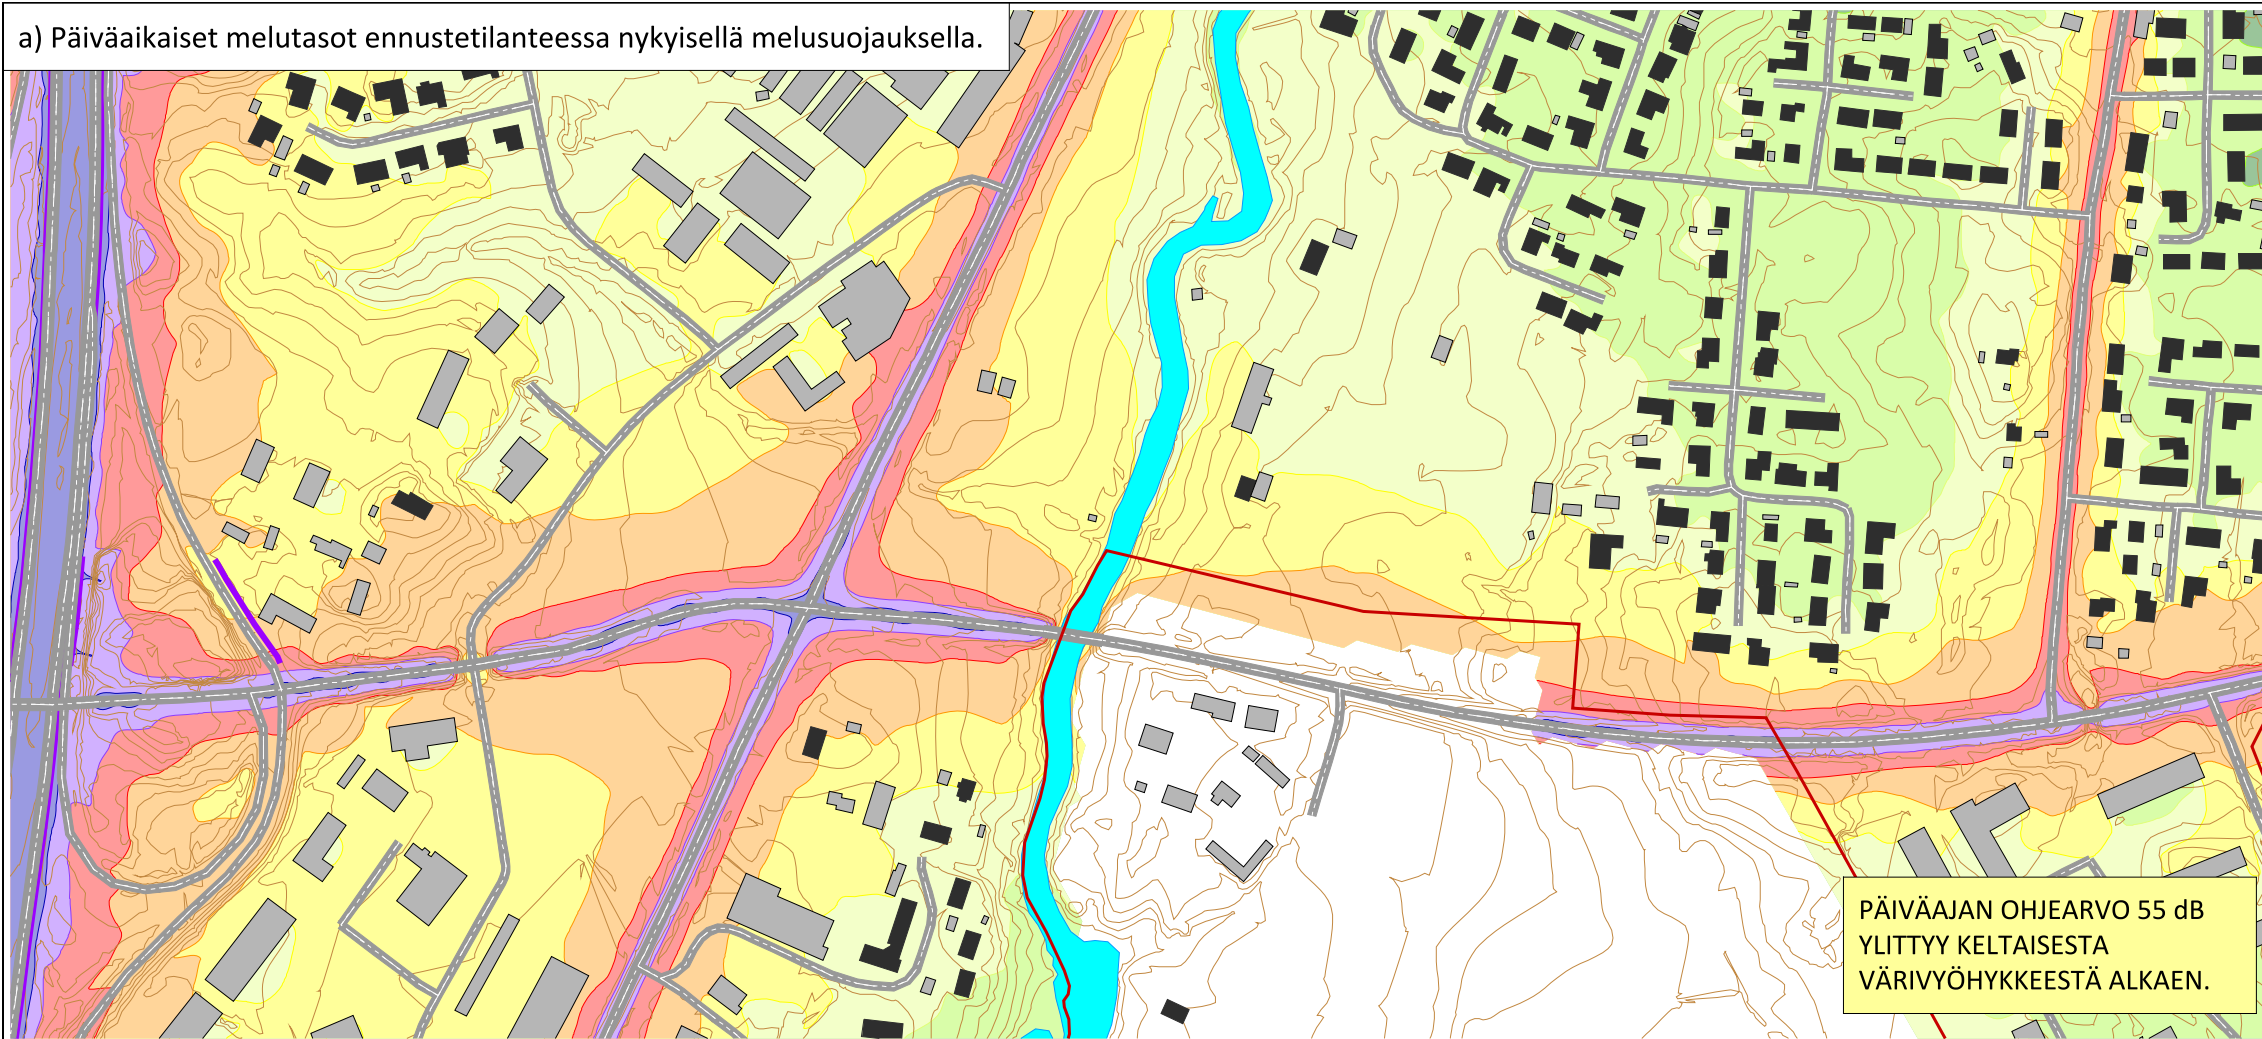 a) Päiväaikaiset melutasot ennustetilanteessa nykyisellä melusuojauksella.
PÄIVÄAJAN OHJEARVO 55 dB
YLITTYY KELTAISESTA
VÄRIVYÖHYKKEESTÄ ALKAEN.